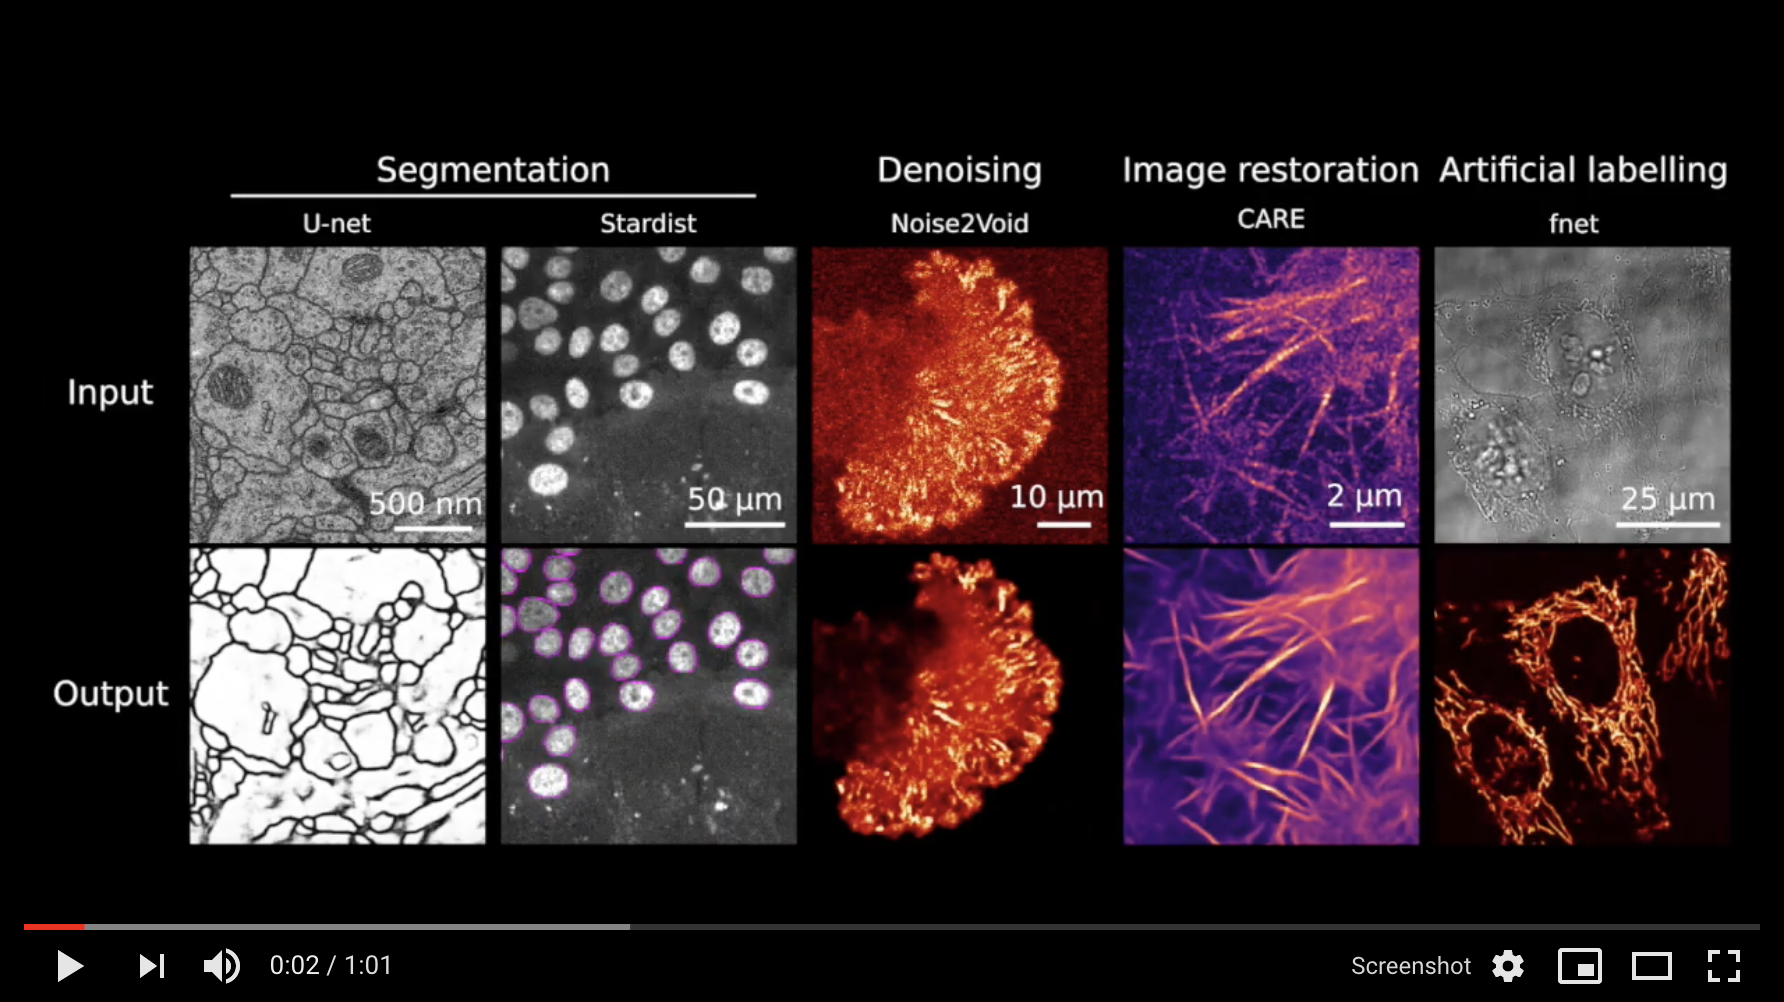 Segmentation
Denoising
Image restoration
Artificial labelling
U-net
Stardist
Noise2Void
CARE
fnet
Input
500 nm
50 µm
10 µm
2 µm
25 µm
Output
0:02 / 1:01
Screenshot